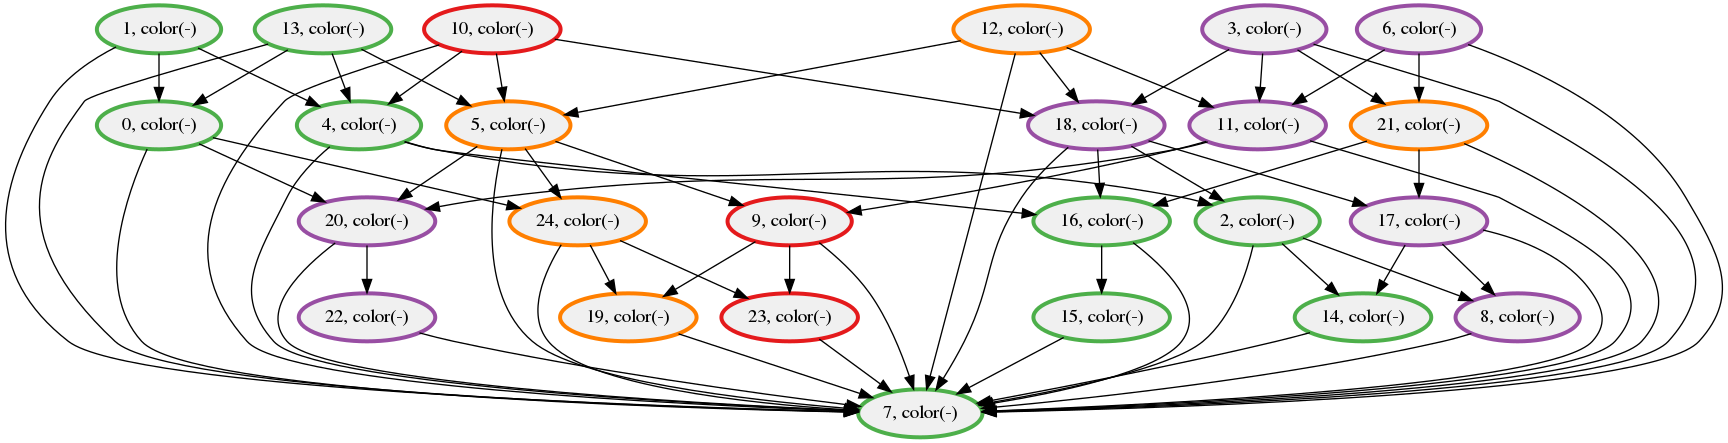 1, color(-)
13, color(-)
10, color(-)
12, color(-)
3, color(-)
6, color(-)
0, color(-)
4, color(-)
5, color(-)
18, color(-)
11, color(-)
21, color(-)
20, color(-)
24, color(-)
9, color(-)
16, color(-)
2, color(-)
17, color(-)
22, color(-)
19, color(-)
23, color(-)
15, color(-)
14, color(-)
8, color(-)
7, color(-)